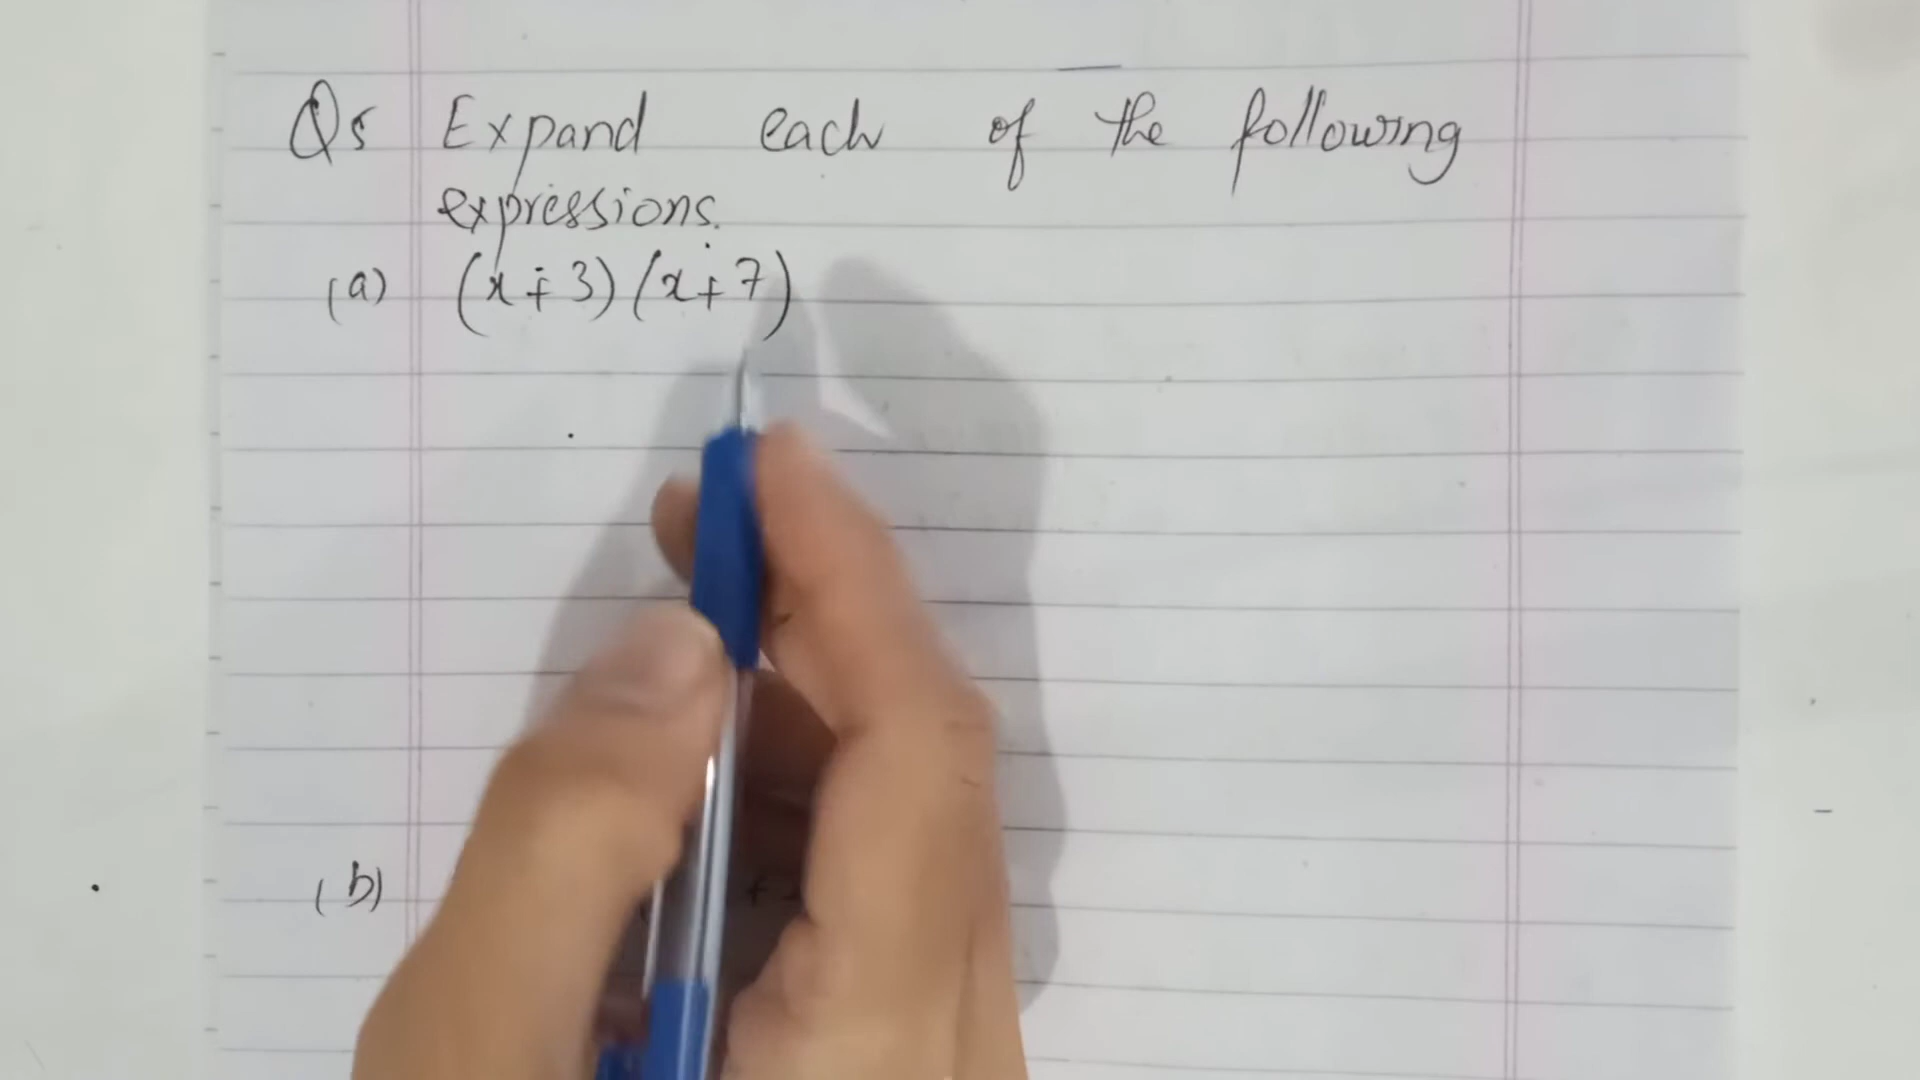 Q5 Expand each of the following
expressions.
(a) (x+3)(x+7)
(b)